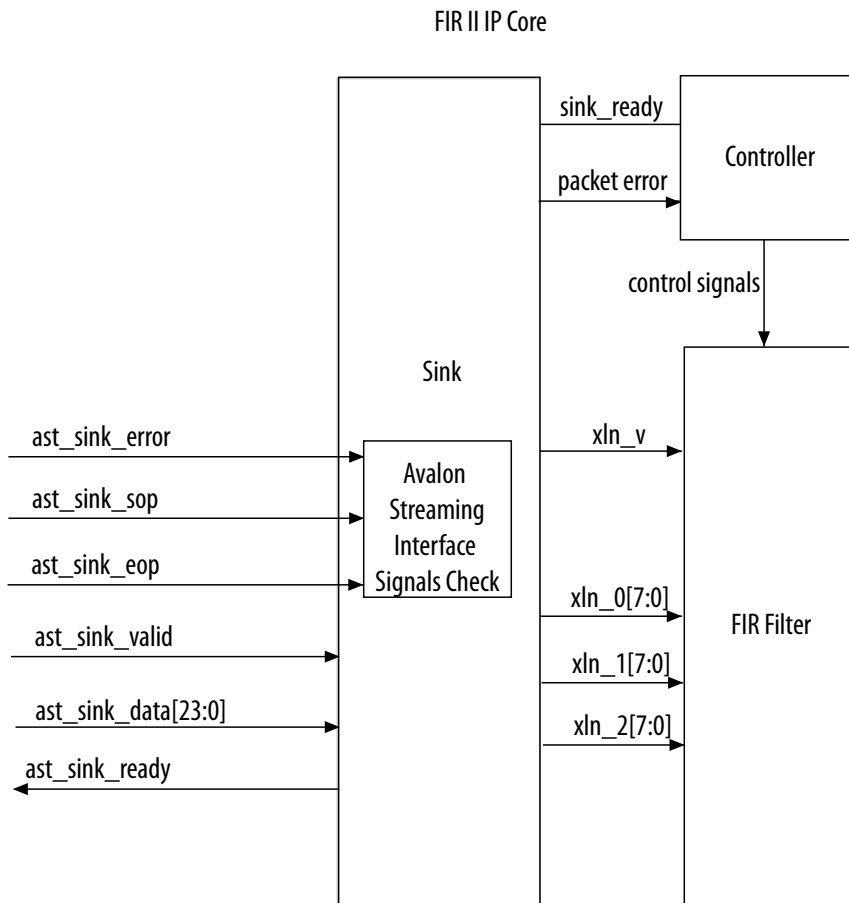 FIR II IP Core
sink_ready
packet error
Controller
control signals
Sink
ast_sink_error
ast_sink_sop
ast_sink_eop
ast_sink_valid
ast_sink_data[23:0]
ast_sink_ready
Avalon
Streaming
Interface
Signals Check
xln_v
xln_0[7:0]
xln_1[7:0]
xln_2[7:0]
FIR Filter